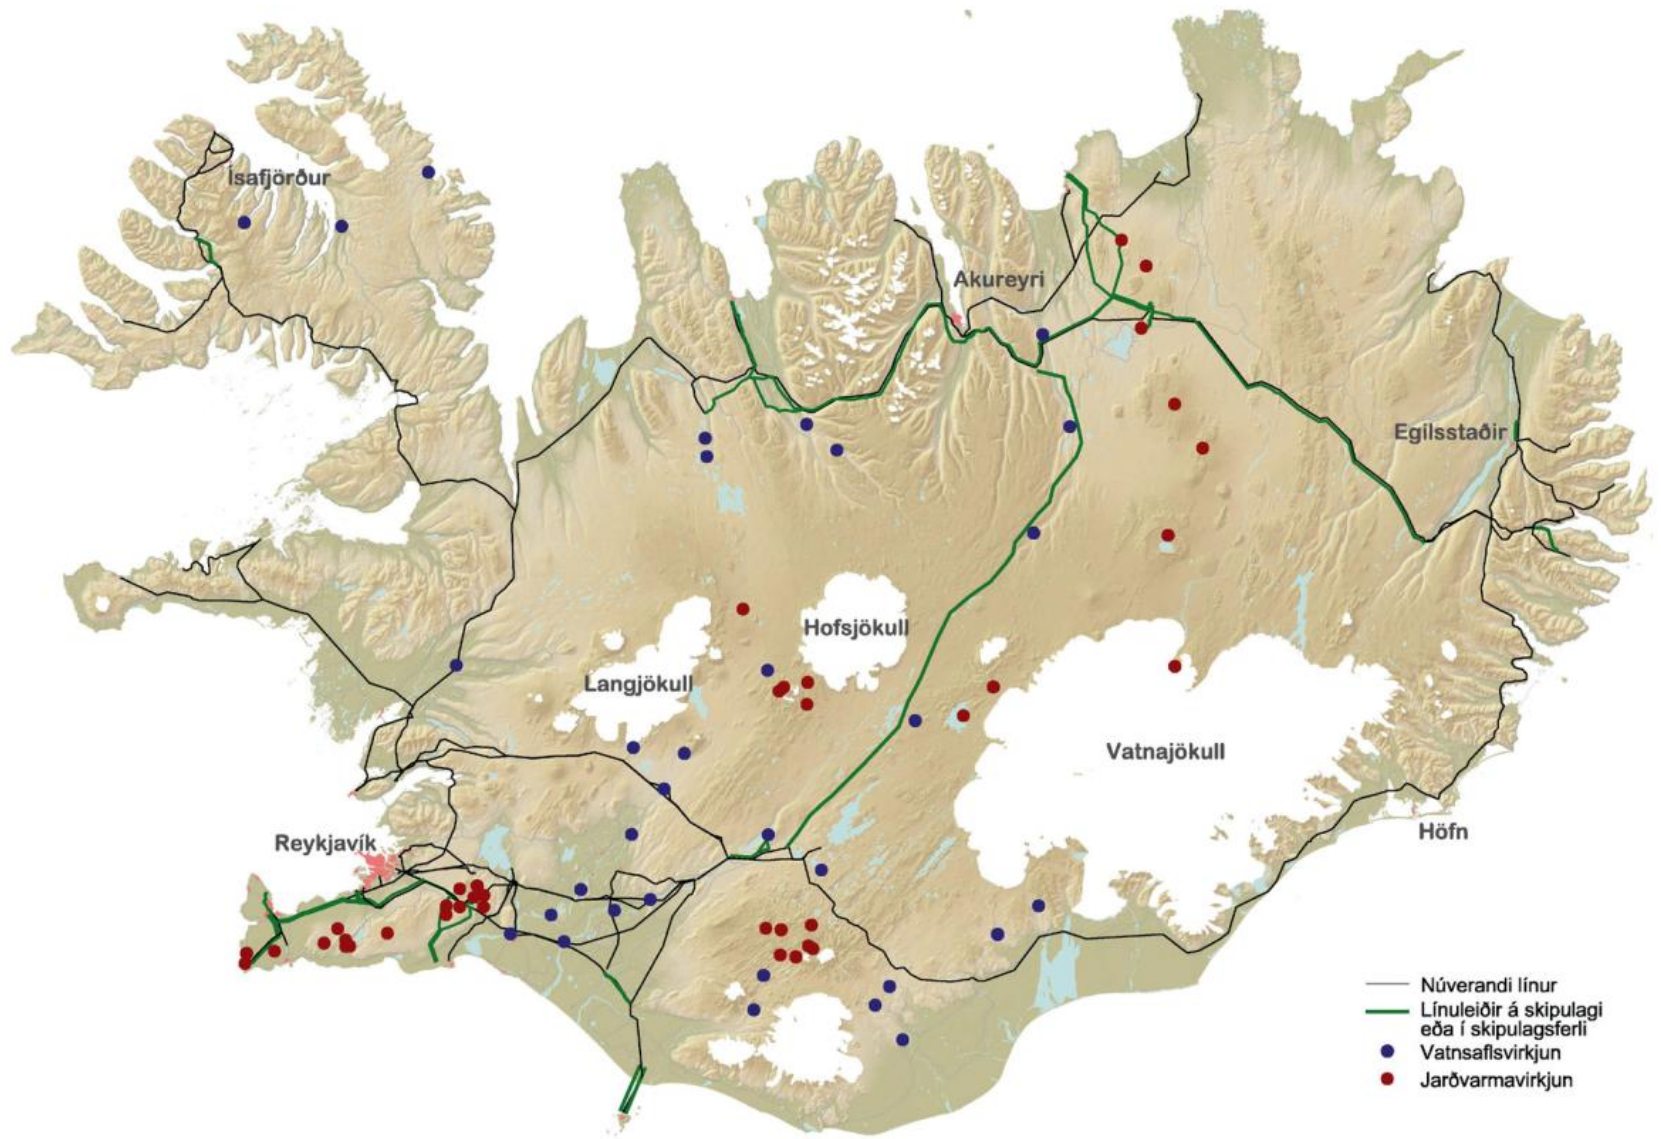 Ísafjörður
Akureyri
Egilsstaðir
Hofsjökull
Langjökull
Vatnajökull
Höfn
Reykjavík
Núverandi línur
Línuleiðir á skipulagi
eða í skipulagsferli
Vatnsaflsvirkjun
Jarðvarmavirkjun